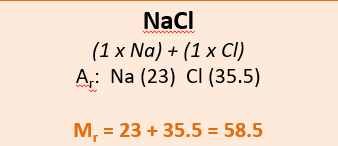 NaCl
(1 x Na) + (1 x Cl)
Aᵣ:  Na (23)  Cl (35.5)
Mᵣ = 23 + 35.5 = 58.5